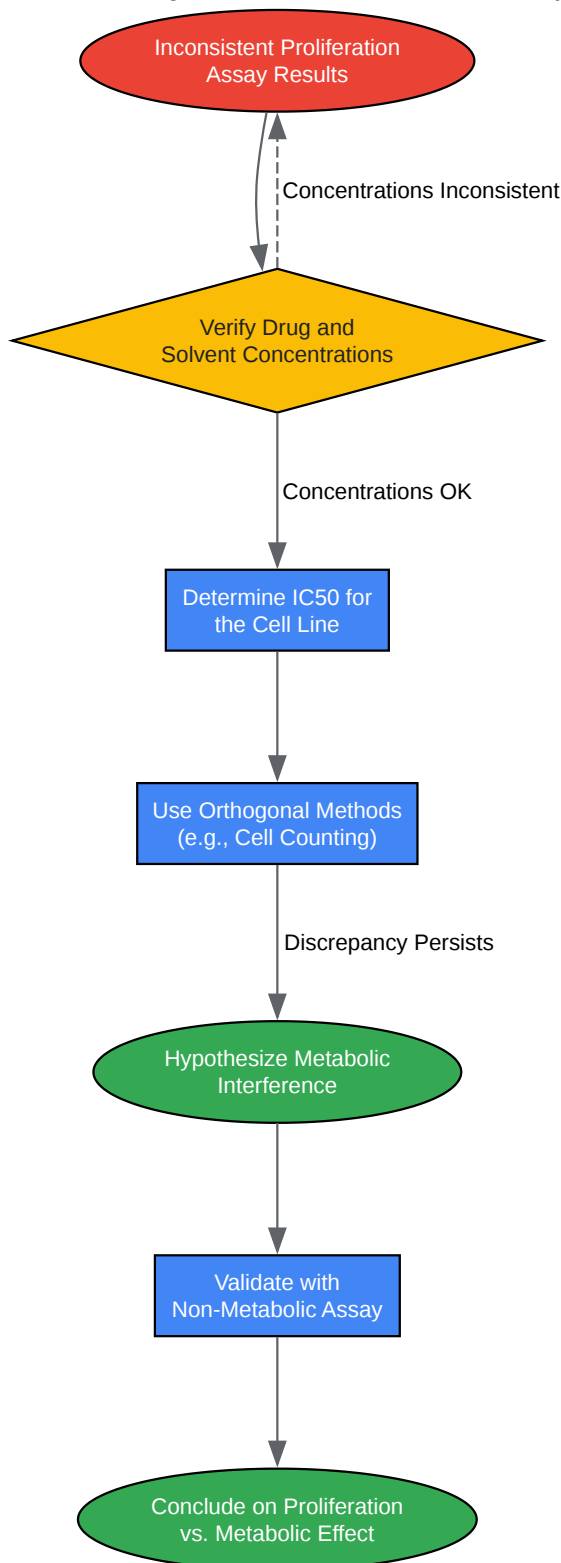 Inconsistent Proliferation
Assay Results
Concentrations Inconsistent
Verify Drug and
Solvent Concentrations
Concentrations OK
Determine IC50 for
the Cell Line
Use Orthogonal Methods
(e.g., Cell Counting)
Discrepancy Persists
Hypothesize Metabolic
Interference
Validate with
Non-Metabolic Assay
Conclude on Proliferation
vs. Metabolic Effect